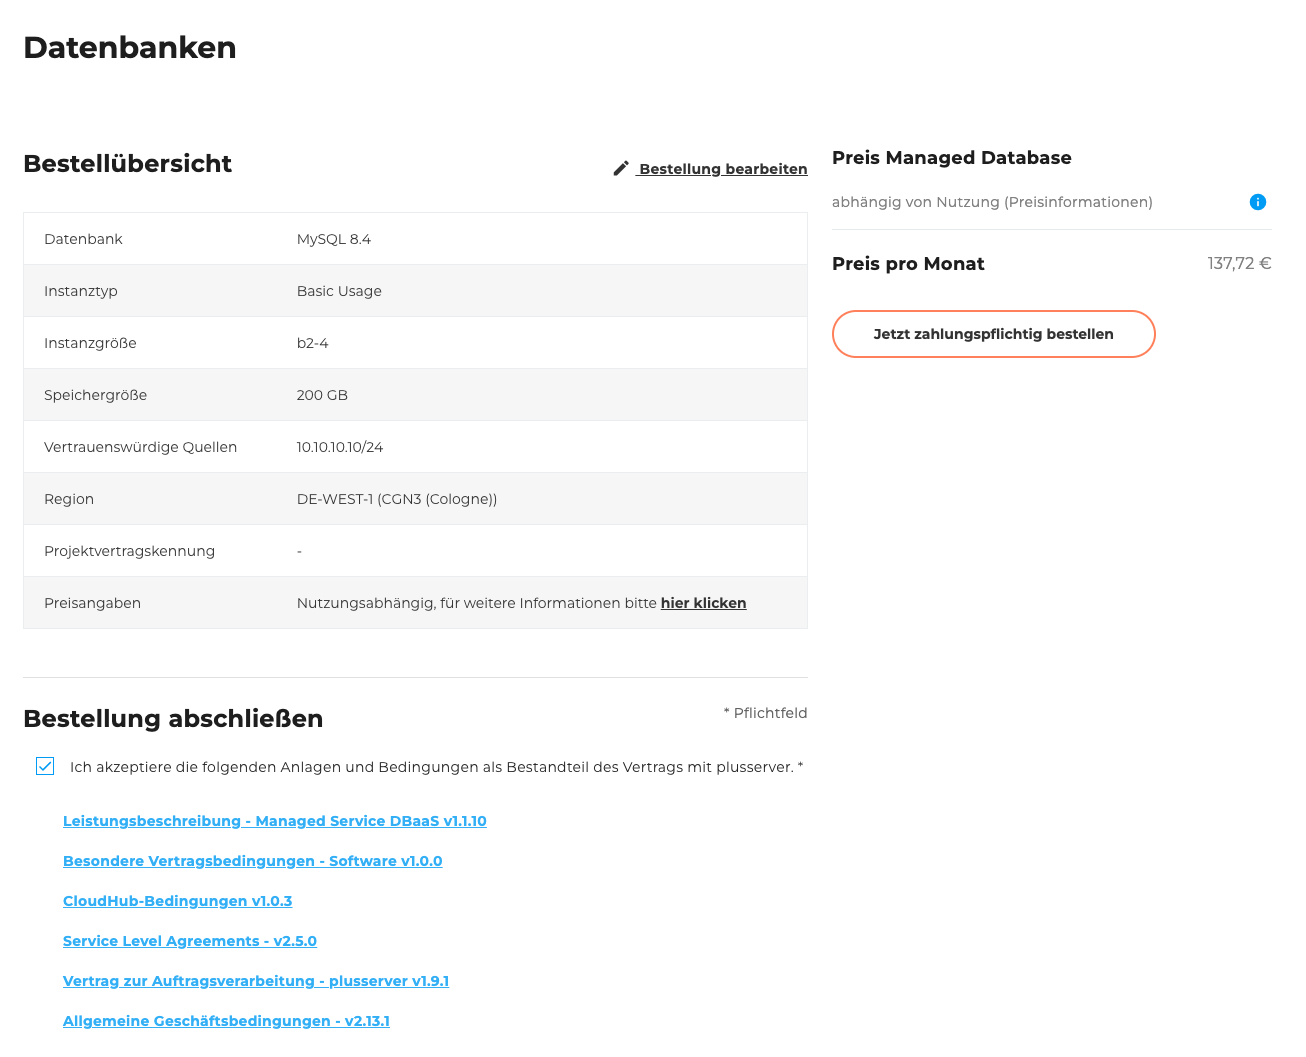 Datenbanken
Bestellübersicht
Bestellung bearbeiten
Datenbank MySQL 8.4
Instanztyp Basic Usage
Instanzgröße b2-4
Speichergröße 200 GB
Vertrauenswürdige Quellen 10.10.10.10/24
Region DE-WEST-1 (CGN3 (Cologne))
Projektvertragskennung -
Preisangaben Nutzungsabhängig, für weitere Informationen bitte hier klicken
Preis Managed Database
abhängig von Nutzung (Preisinformationen)
Preis pro Monat 137,72 €
Jetzt zahlungspflichtig bestellen
Bestellung abschließen
* Pflichtfeld
Ich akzeptiere die folgenden Anlagen und Bedingungen als Bestandteil des Vertrags mit plusserver. *
Leistungsbeschreibung - Managed Service DBaaS v1.1.10
Besondere Vertragsbedingungen - Software v1.0.0
CloudHub-Bedingungen v1.0.3
Service Level Agreements - v2.5.0
Vertrag zur Auftragsverarbeitung - plusserver v1.9.1
Allgemeine Geschäftsbedingungen - v2.13.1